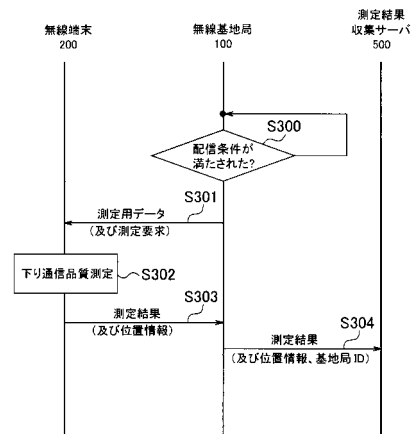 無線端末
200
無線基地局
100
測定結果
収集サーバ
500
S300
配信条件が
満たされた?
S301
測定用データ
(及び測定要求)
下り通信品質測定
S302
S303
測定結果
(及び位置情報)
S304
測定結果
(及び位置情報、基地局ID)